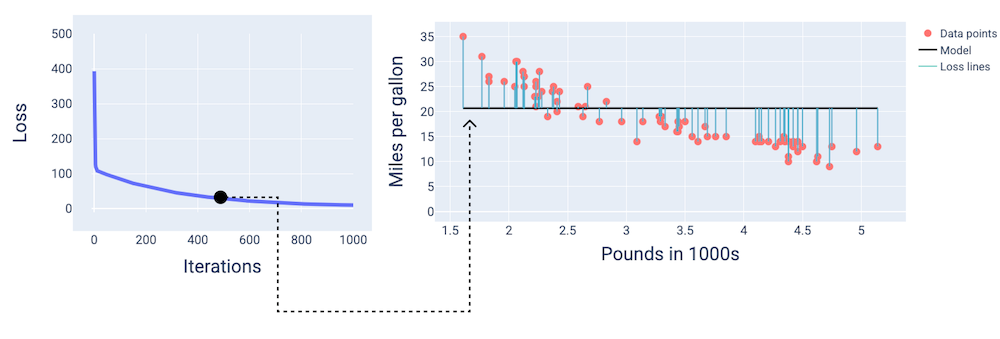 500
400
300
200
100
0
Loss
0 200 400 600 800 1000
Iterations
35
30
25
20
15
10
5
0
Miles per gallon
1.5 2 2.5 3 3.5 4 4.5 5
Pounds in 1000s
Data points
Model
Loss lines